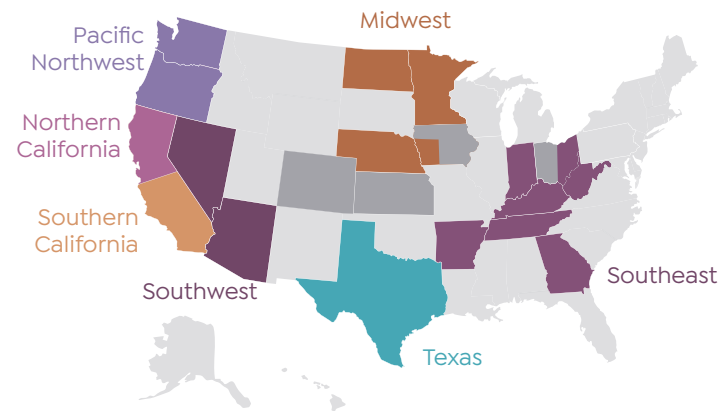 Midwest
Pacific
Northwest
Northern
California
Southern
California
Southwest
Southeast
Texas